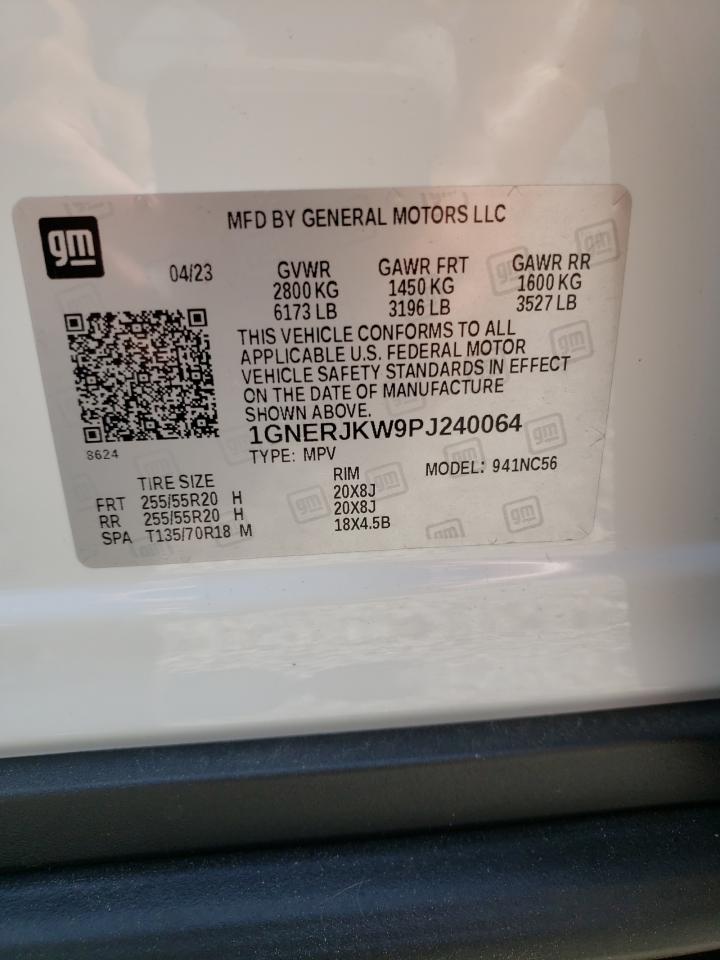 gm
MFD BY GENERAL MOTORS LLC
04/23 GVWR GAWR FRT GAWR RR
2800 KG 1450 KG 1600 KG
6173 LB 3196 LB 3527 LB
THIS VEHICLE CONFORMS TO ALL
APPLICABLE U.S. FEDERAL MOTOR
VEHICLE SAFETY STANDARDS IN EFFECT
ON THE DATE OF MANUFACTURE
SHOWN ABOVE.
1GNERJKW9PJ240064
8624
TYPE: MPV MODEL: 941NC56
TIRE SIZE RIM
FRT 255/55R20 H 20X8J
RR 255/55R20 H 20X8J
SPA T135/70R18 M 18X4.5B